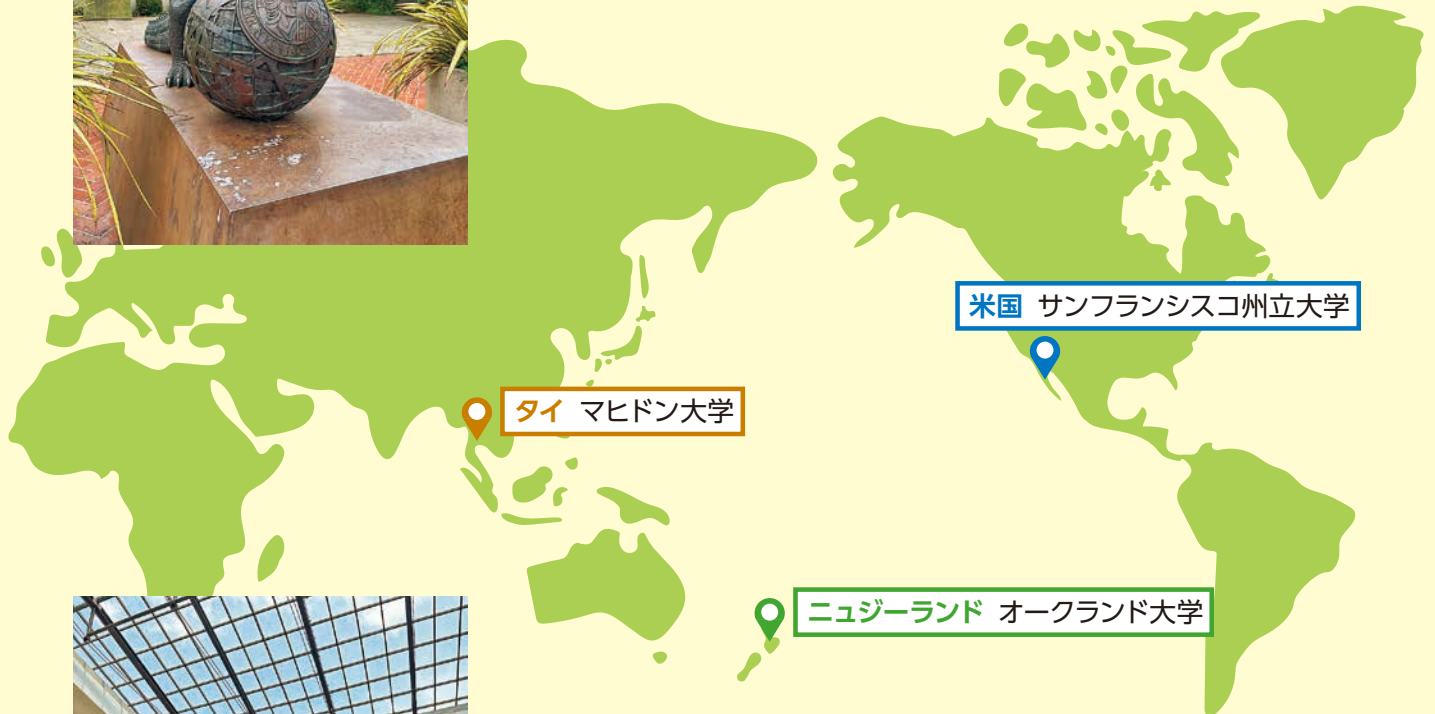 米国 サンフランシスコ州立大学
タイ マヒドン大学
ニュジーランド オークランド大学